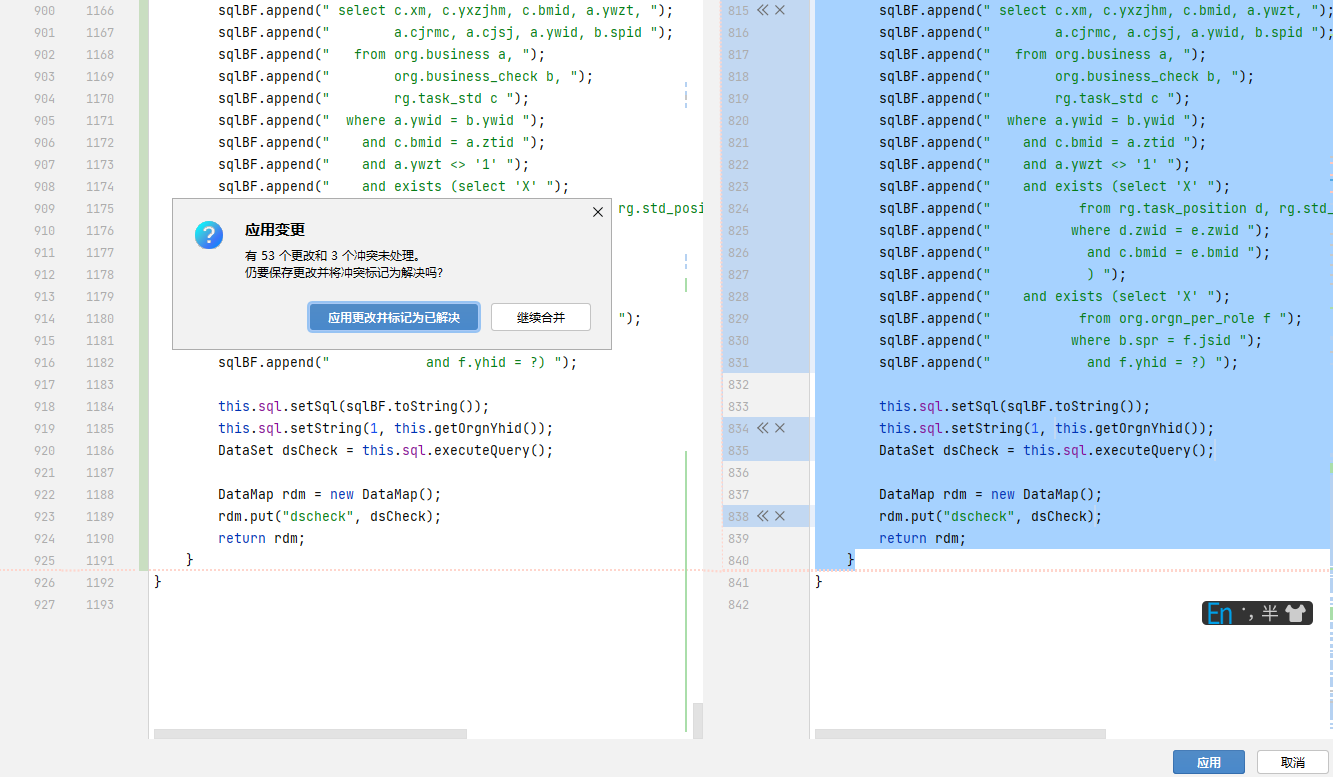 900 1166 sqlBF.append(" select c.xm, c.yxzjhm, c.bmid, a.ywzt, ");
901 1167 sqlBF.append("        a.cjrmc, a.cjsj, a.ywid, b.spid ");
902 1168 sqlBF.append("   from org.business a, ");
903 1169 sqlBF.append("        org.business_check b, ");
904 1170 sqlBF.append("        rg.task_std c ");
905 1171 sqlBF.append("  where a.ywid = b.ywid ");
906 1172 sqlBF.append("    and c.bmid = a.ztid ");
907 1173 sqlBF.append("    and a.ywzt <> '1' ");
908 1174 sqlBF.append("    and exists (select 'X' ");
909 1175 rg.std_posi
910 1176
911 1177
912 1178
913 1179
914 1180 ");
915 1181
916 1182 sqlBF.append("            and f.yhid = ?) ");
917 1183
918 1184 this.sql.setSql(sqlBF.toString());
919 1185 this.sql.setString(1, this.getOrgnYhid());
920 1186 DataSet dsCheck = this.sql.executeQuery();
921 1187
922 1188 DataMap rdm = new DataMap();
923 1189 rdm.put("dscheck", dsCheck);
924 1190 return rdm;
925 1191 }
926 1192 }
927 1193
应用变更
有 53 个更改和 3 个冲突未处理。
仍要保存更改并将冲突标记为解决吗?
应用更改并标记为已解决 继续合并
815 sqlBF.append(" select c.xm, c.yxzjhm, c.bmid, a.ywzt, ");
816 sqlBF.append("        a.cjrmc, a.cjsj, a.ywid, b.spid ");
817 sqlBF.append("   from org.business a, ");
818 sqlBF.append("        org.business_check b, ");
819 sqlBF.append("        rg.task_std c ");
820 sqlBF.append("  where a.ywid = b.ywid ");
821 sqlBF.append("    and c.bmid = a.ztid ");
822 sqlBF.append("    and a.ywzt <> '1' ");
823 sqlBF.append("    and exists (select 'X' ");
824 sqlBF.append("           from rg.task_position d, rg.std_
825 sqlBF.append("          where d.zwid = e.zwid ");
826 sqlBF.append("            and c.bmid = e.bmid ");
827 sqlBF.append("            ) ");
828 sqlBF.append("    and exists (select 'X' ");
829 sqlBF.append("           from org.orgn_per_role f ");
830 sqlBF.append("          where b.spr = f.jsid ");
831 sqlBF.append("            and f.yhid = ?) ");
832
833 this.sql.setSql(sqlBF.toString());
834 this.sql.setString(1, this.getOrgnYhid());
835 DataSet dsCheck = this.sql.executeQuery();
836
837 DataMap rdm = new DataMap();
838 rdm.put("dscheck", dsCheck);
839 return rdm;
840 }
841 }
842
En 半
应用 取消